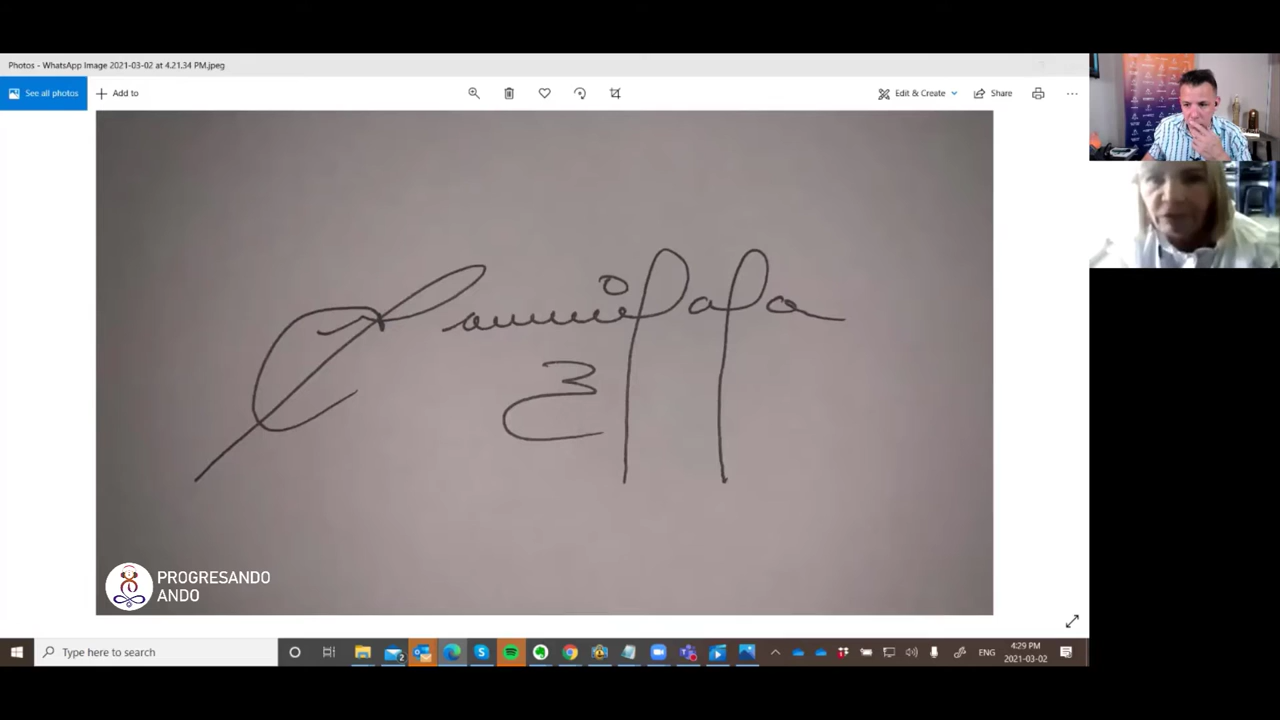 Photos - WhatsApp Image 2021-03-02 at 4.21.34 PM.jpeg
See all photos
Add to
Edit & Create
Share
PROGRESANDO
ANDO
Type here to search
2
ENG
4:29 PM
2021-03-02